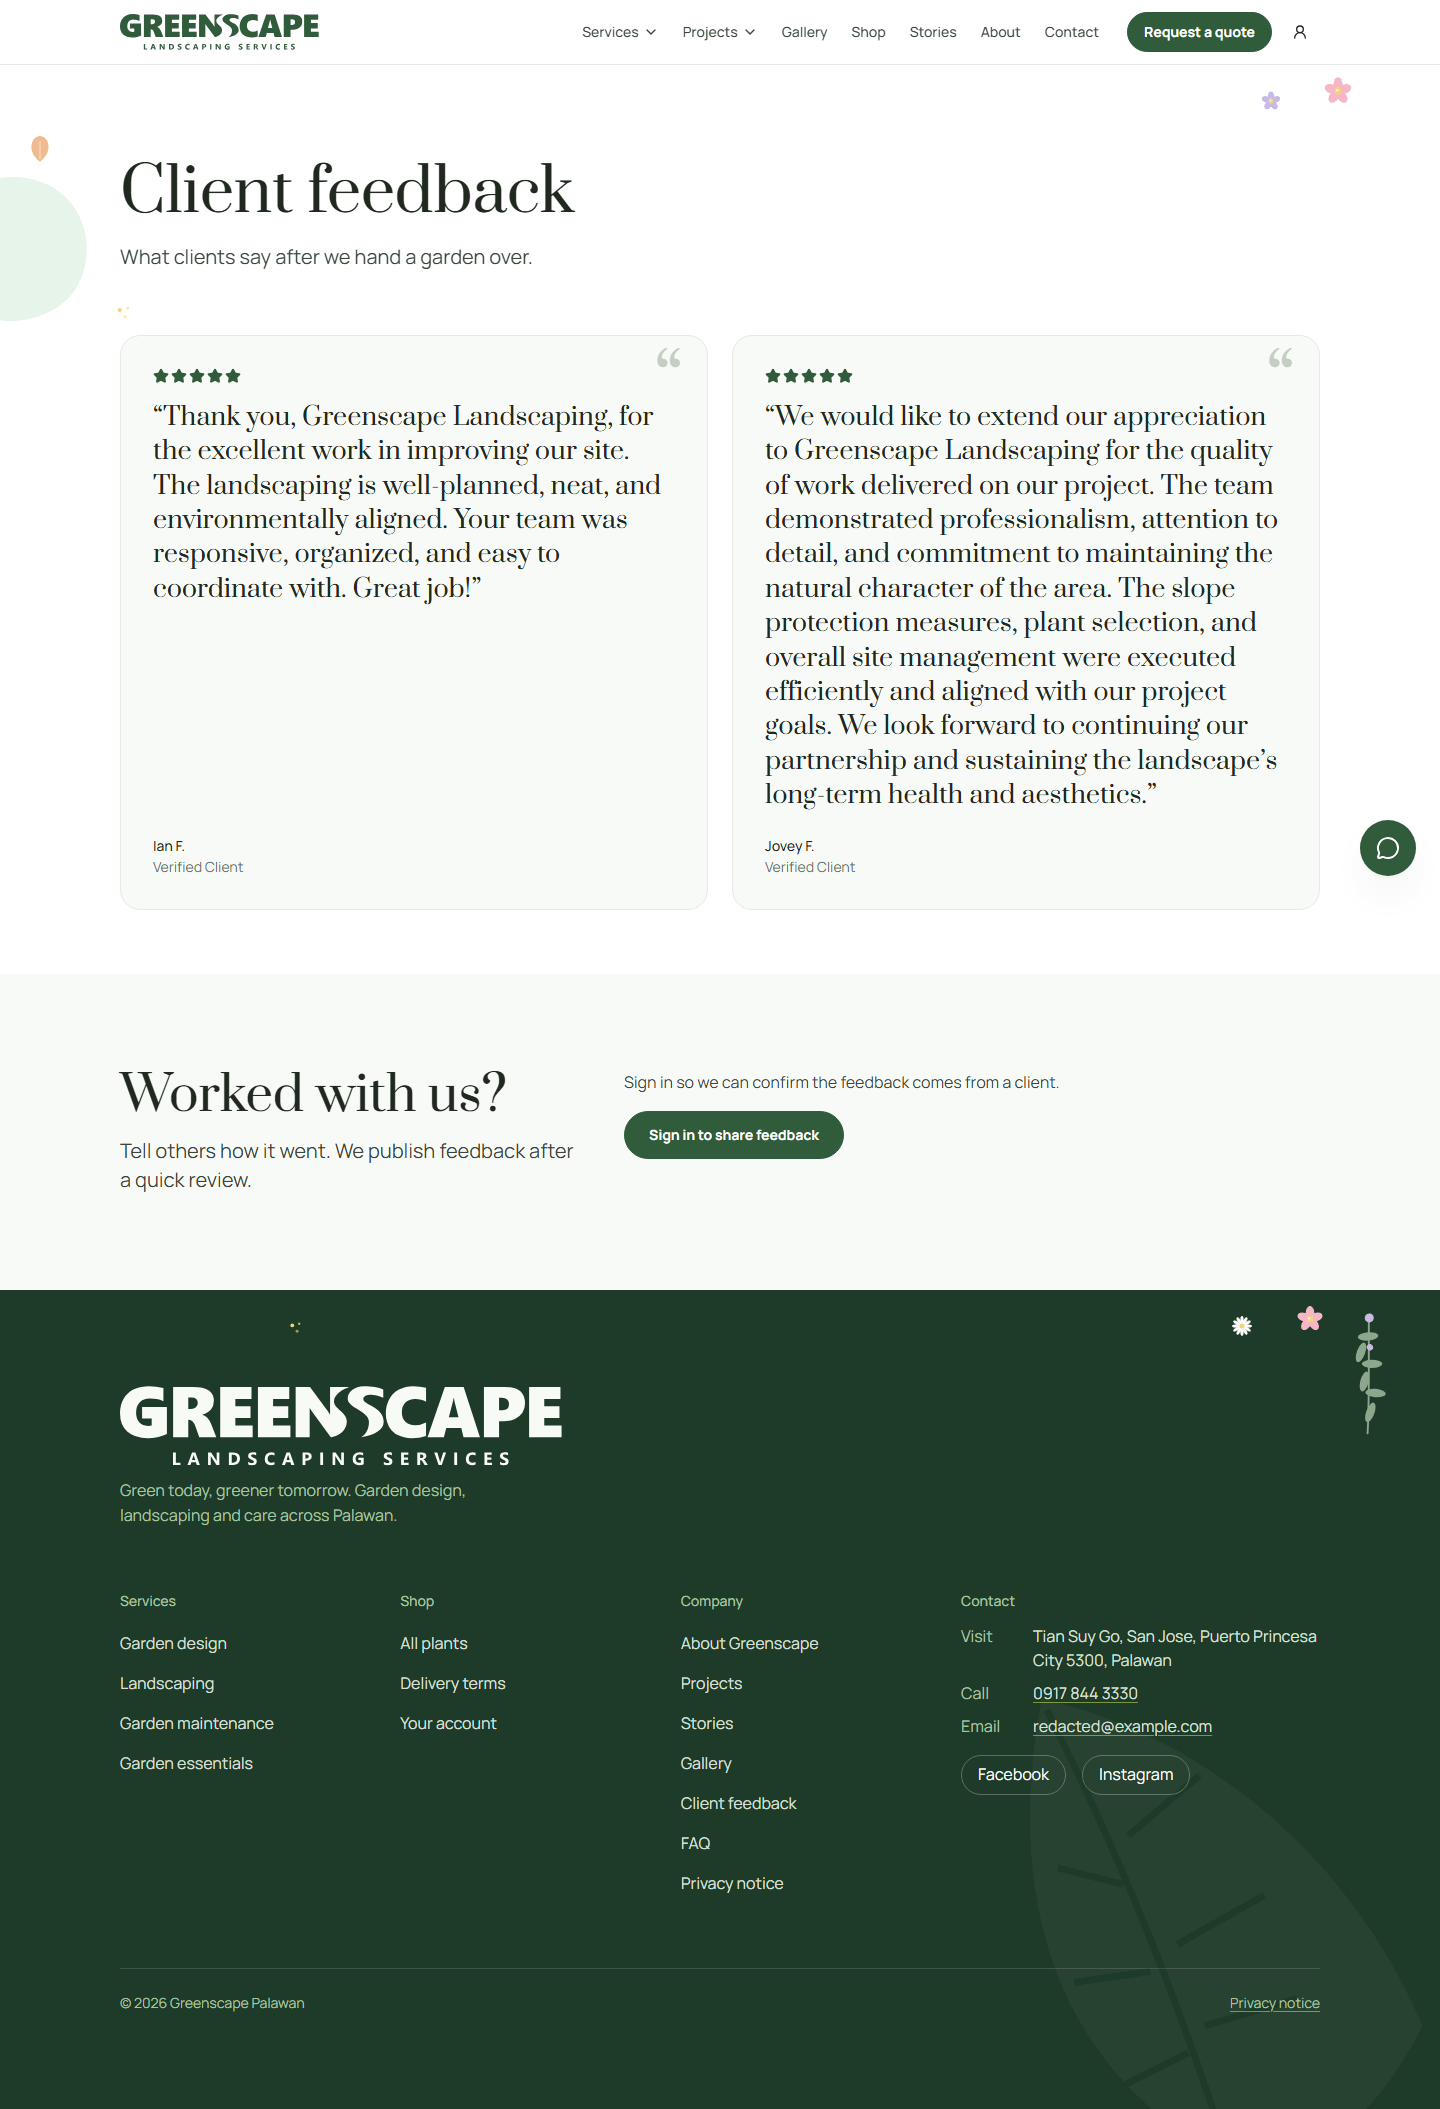 GREENSCAPE
LANDSCAPING SERVICES
Services
Projects
Gallery
Shop
Stories
About
Contact
Request a quote
Client feedback
What clients say after we hand a garden over.
“
“Thank you, Greenscape Landscaping, for
the excellent work in improving our site.
The landscaping is well-planned, neat, and
environmentally aligned. Your team was
responsive, organized, and easy to
coordinate with. Great job!”
Ian F.
Verified Client
“
“We would like to extend our appreciation
to Greenscape Landscaping for the quality
of work delivered on our project. The team
demonstrated professionalism, attention to
detail, and commitment to maintaining the
natural character of the area. The slope
protection measures, plant selection, and
overall site management were executed
efficiently and aligned with our project
goals. We look forward to continuing our
partnership and sustaining the landscape’s
long-term health and aesthetics.”
Jovey F.
Verified Client
Worked with us?
Tell others how it went. We publish feedback after
a quick review.
Sign in so we can confirm the feedback comes from a client.
Sign in to share feedback
GREENSCAPE
LANDSCAPING SERVICES
Green today, greener tomorrow. Garden design,
landscaping and care across Palawan.
Services
Garden design
Landscaping
Garden maintenance
Garden essentials
Shop
All plants
Delivery terms
Your account
Company
About Greenscape
Projects
Stories
Gallery
Client feedback
FAQ
Privacy notice
Contact
Visit
Tian Suy Go, San Jose, Puerto Princesa
City 5300, Palawan
Call
0917 844 3330
Email
redacted@example.com
Facebook
Instagram
© 2026 Greenscape Palawan
Privacy notice